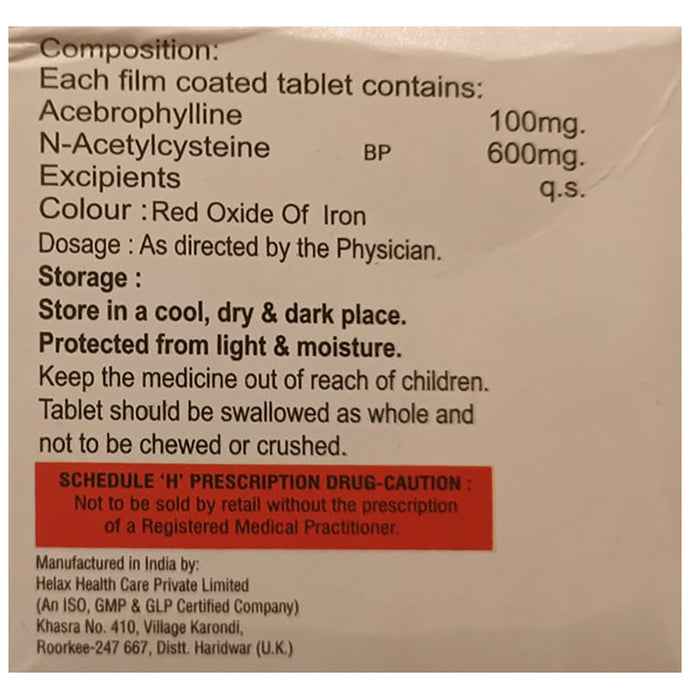 Composition:
Each film coated tablet contains:
Acebrophylline 100mg.
N-Acetylcysteine BP 600mg.
Excipients q.s.
Colour : Red Oxide Of Iron
Dosage : As directed by the Physician.
Storage :
Store in a cool, dry & dark place.
Protected from light & moisture.
Keep the medicine out of reach of children.
Tablet should be swallowed as whole and
not to be chewed or crushed.
SCHEDULE 'H' PRESCRIPTION DRUG-CAUTION :
Not to be sold by retail without the prescription
of a Registered Medical Practitioner.
Manufactured in India by:
Helax Health Care Private Limited
(An ISO, GMP & GLP Certified Company)
Khasra No. 410, Village Karondi,
Roorkee-247 667, Distt. Haridwar (U.K.)